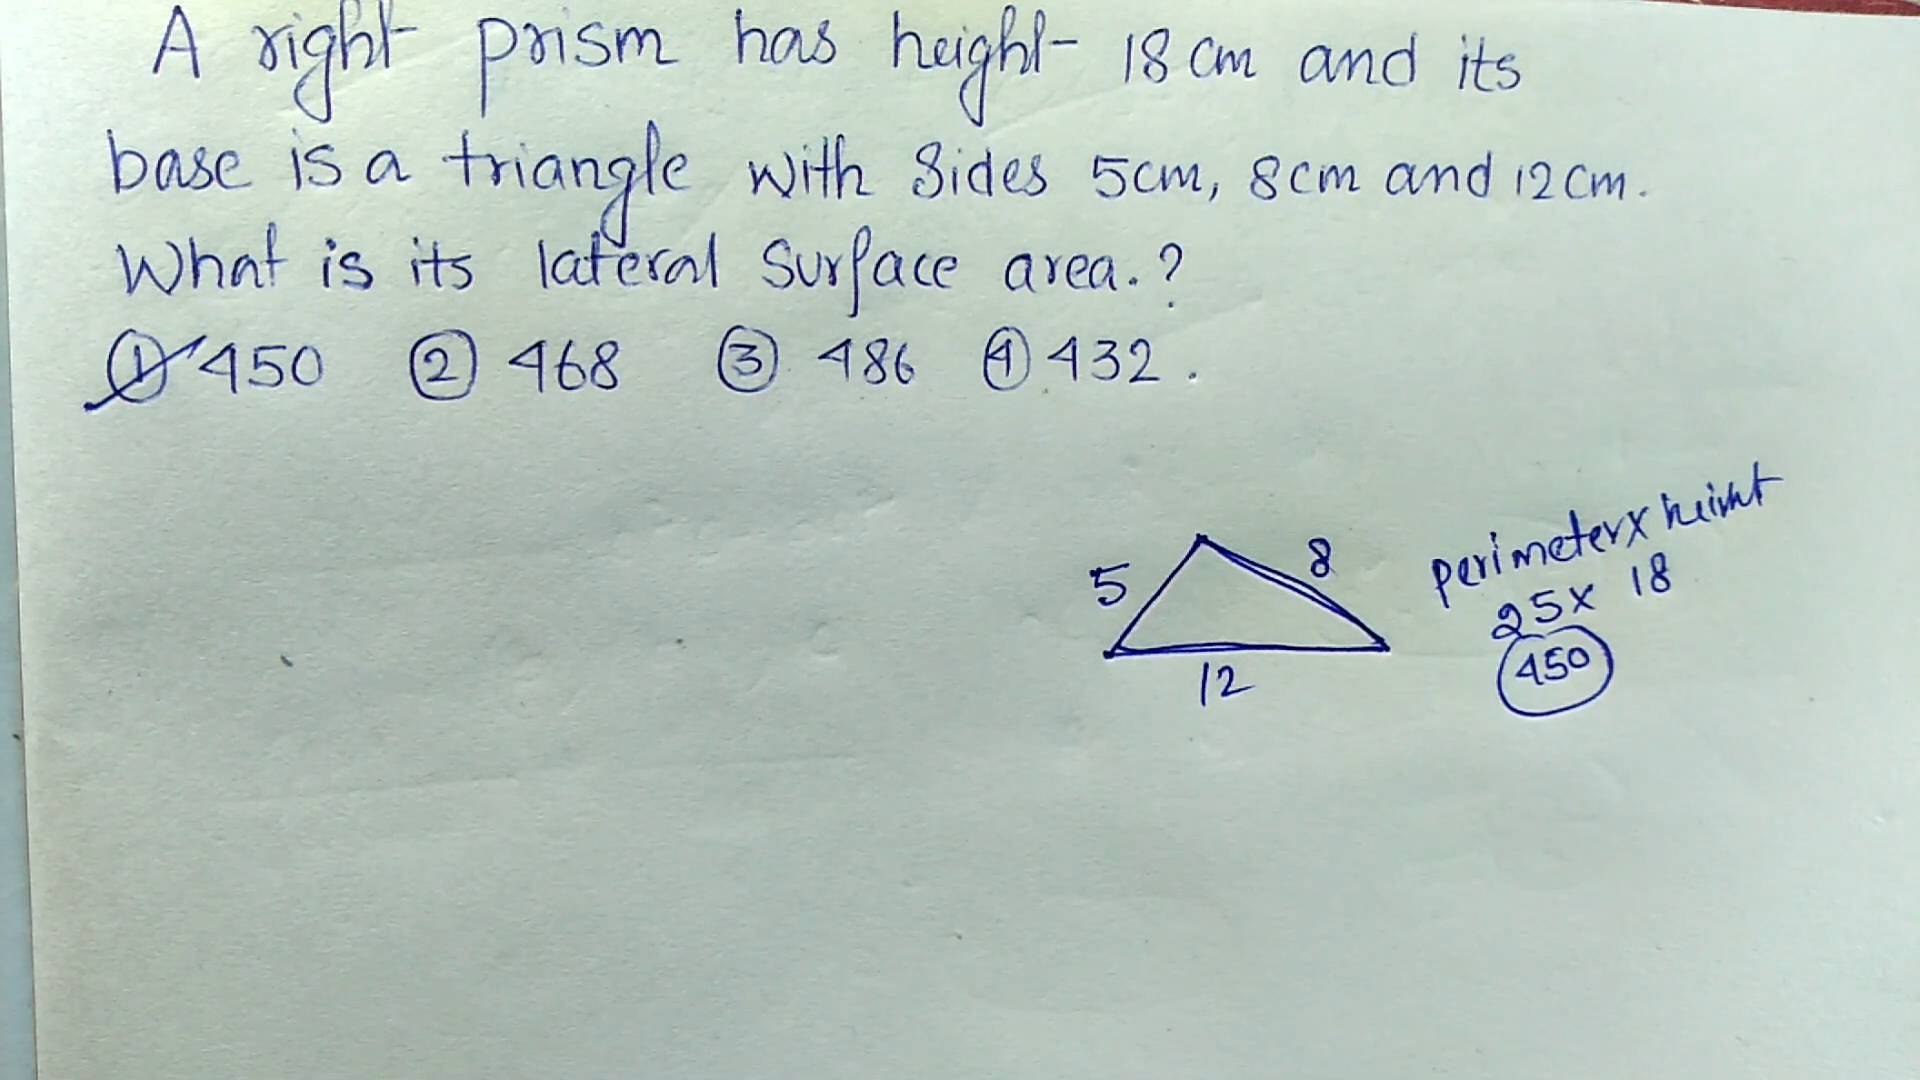 A right prism has height 18 cm and its
base is a triangle with sides 5cm, 8cm and 12cm.
What is its lateral surface area.?
① 450 ② 468 ③ 486 ④ 432.
5 8 12
perimeter x height
25 x 18
450